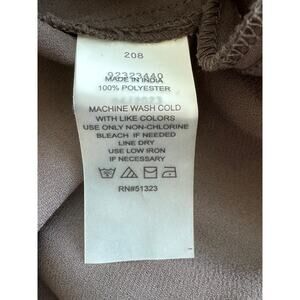 208
92323440
MADE IN INDIA
100% POLYESTER
MACHINE WASH COLD
WITH LIKE COLORS
USE ONLY NON-CHLORINE
BLEACH IF NEEDED
LINE DRY
USE LOW IRON
IF NECESSARY
RN#51323